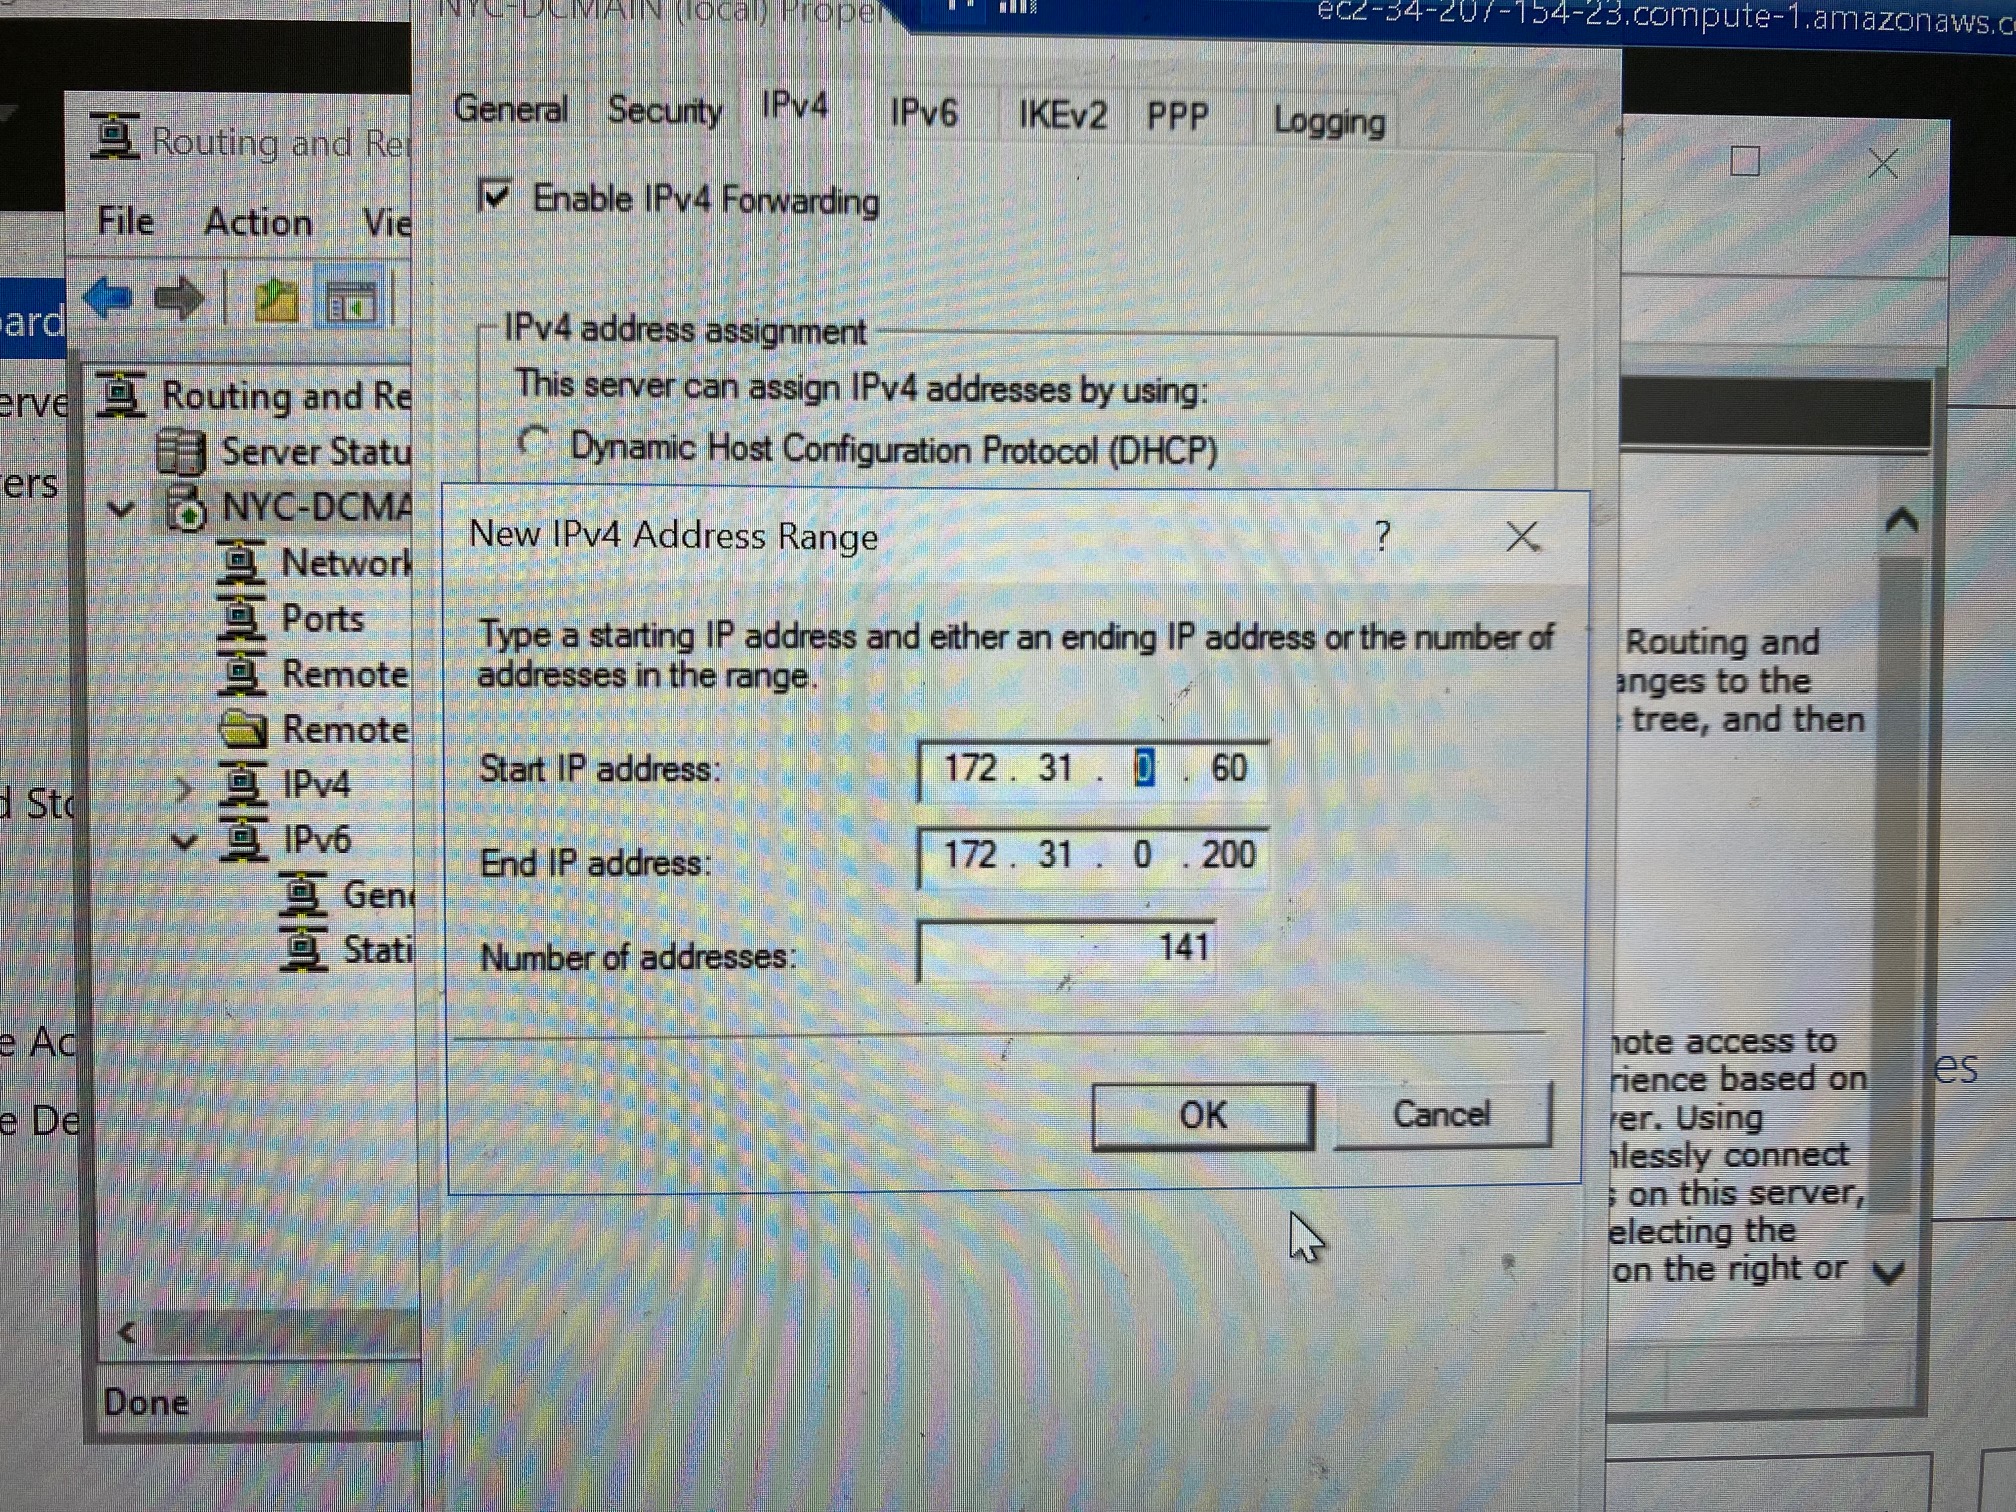 NYC-DCMAIN (local) Proper
ec2-34-207-154-23.compute-1.amazonaws.c
General Security IPv4 IPv6 IKEv2 PPP Logging
Routing and Re
File Action Vie
Enable IPv4 Forwarding
IPv4 address assignment
This server can assign IPv4 addresses by using:
Dynamic Host Configuration Protocol (DHCP)
ard
erve
ers
d Sto
e Ac
e De
Routing and Re
Server Statu
NYC-DCMA
Network
Ports
Remote
Remote
IPv4
IPv6
Gene
Stati
Done
New IPv4 Address Range ?
Type a starting IP address and either an ending IP address or the number of
addresses in the range.
Start IP address: 172 . 31 . 0 . 60
End IP address: 172 . 31 . 0 . 200
Number of addresses: 141
OK Cancel
Routing and
anges to the
tree, and then
note access to
rience based on
ver. Using
nlessly connect
s on this server,
electing the
on the right or
es